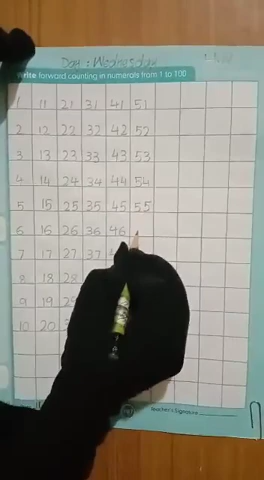 Day : Wednesday
Write forward counting in numerals from 1 to 100
1 11 21 31 41 51
2 12 22 32 42 52
3 13 23 33 43 53
4 14 24 34 44 54
5 15 25 35 45 55
6 16 26 36 46
7 17 27 37
8 18 28
9 19 29
10 20
Teacher's Signature